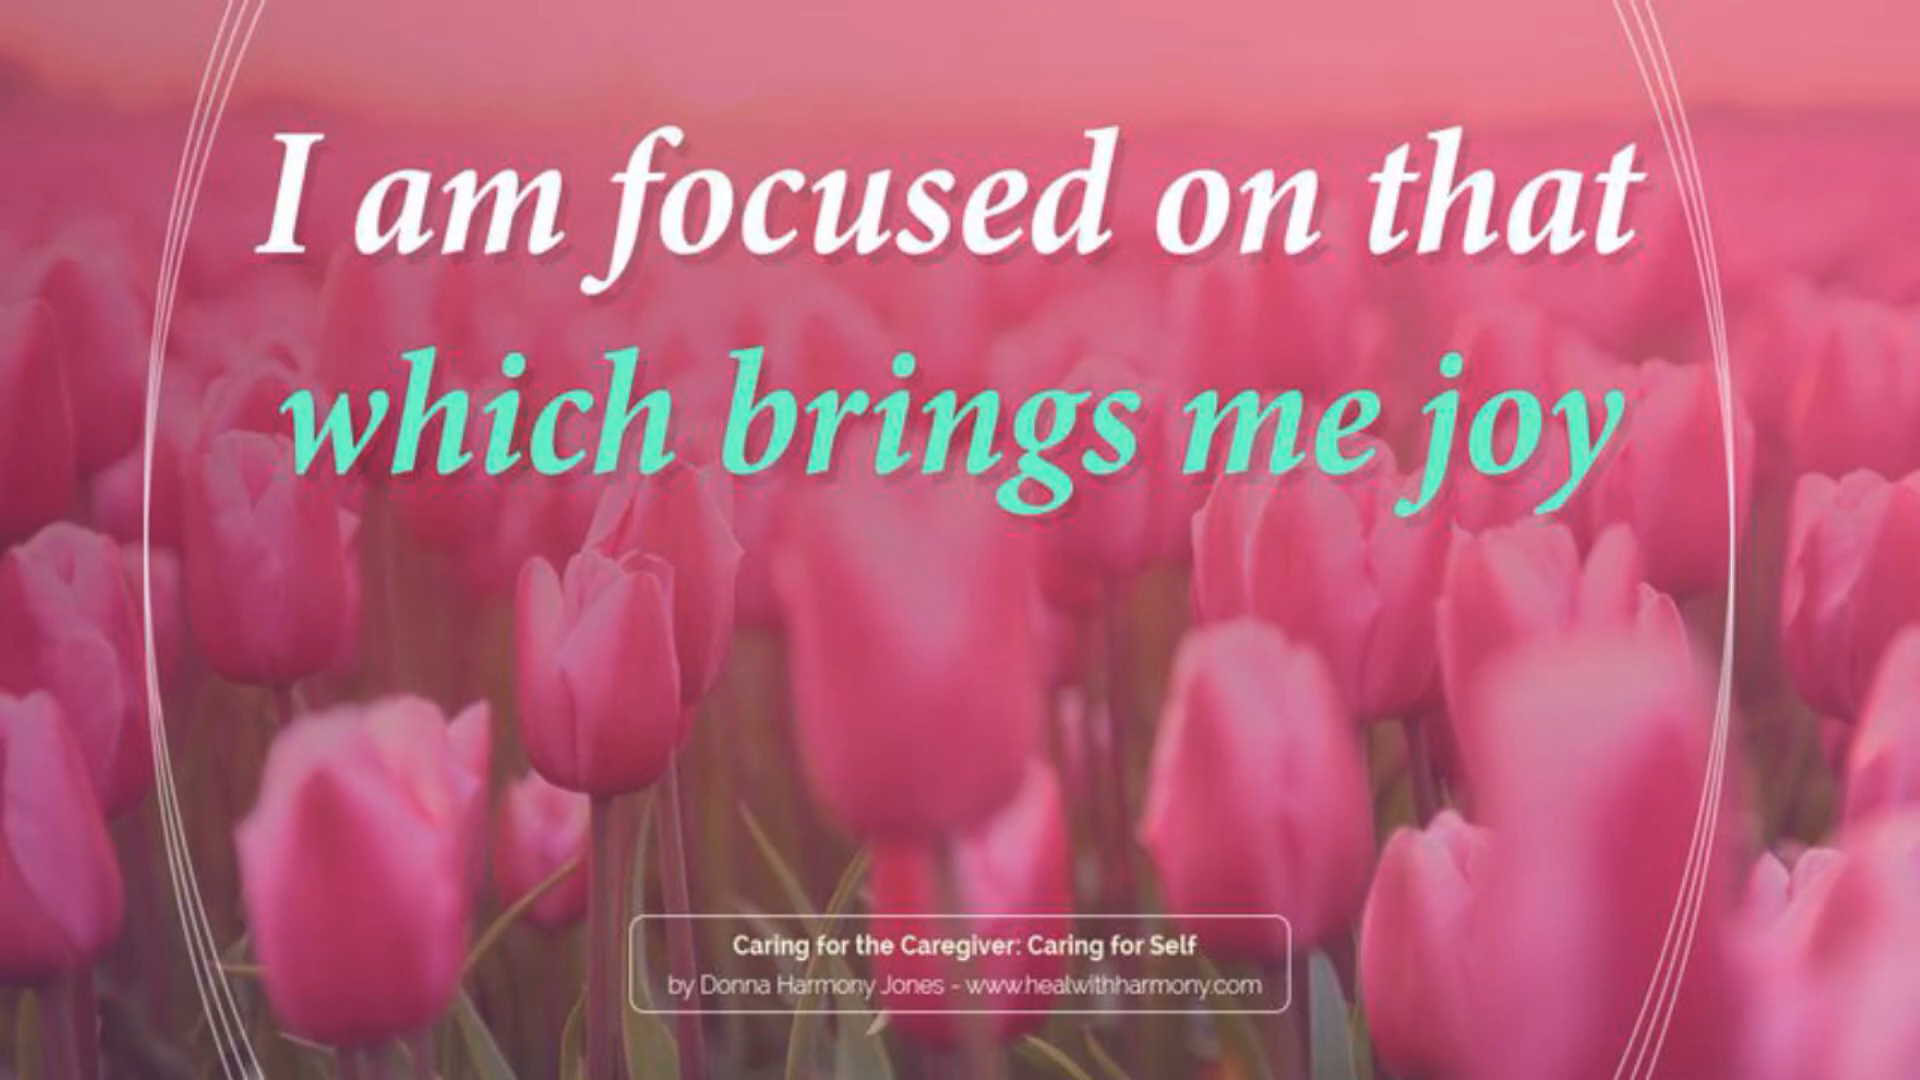 I am focused on that
which brings me joy
Caring for the Caregiver: Caring for Self
by Donna Harmony Jones - www.healwithharmony.com